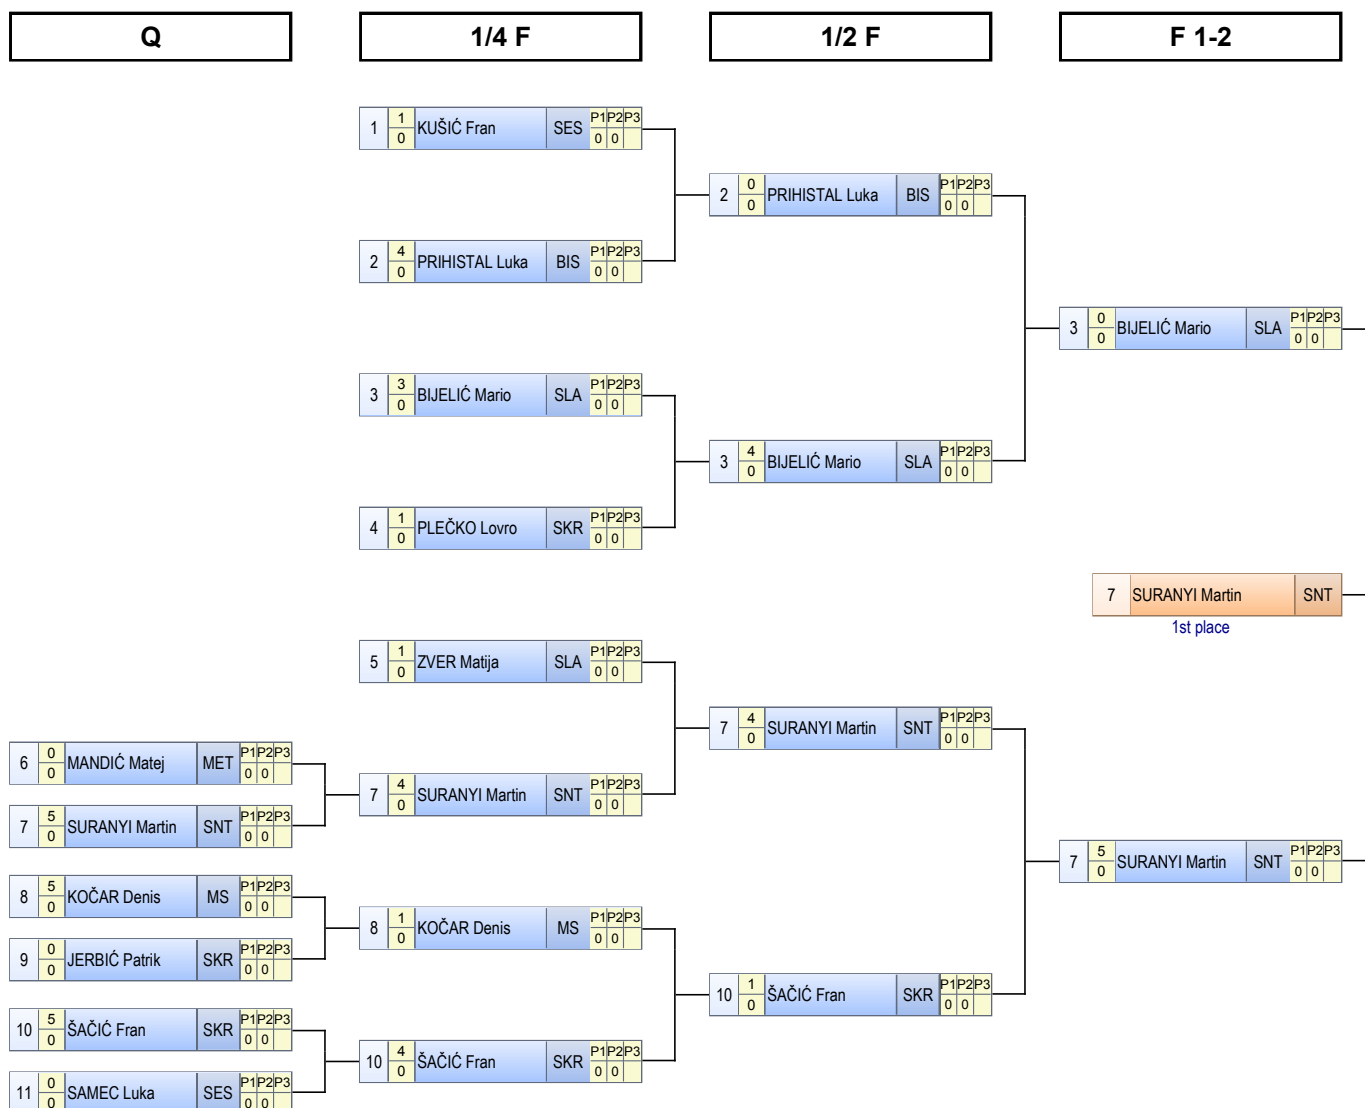 Q 1/4 F 1/2 F F 1-2
1 1 KUŠIĆ Fran SES P1 P2 P3
0 0 0
2 0 PRIHISTAL Luka BIS P1 P2 P3
0 0 0
2 4 PRIHISTAL Luka BIS P1 P2 P3
0 0 0
3 0 BIJELIĆ Mario SLA P1 P2 P3
0 0 0
3 3 BIJELIĆ Mario SLA P1 P2 P3
0 0 0
3 4 BIJELIĆ Mario SLA P1 P2 P3
0 0 0
4 1 PLEČKO Lovro SKR P1 P2 P3
0 0 0
7 SURANYI Martin SNT
1st place
5 1 ZVER Matija SLA P1 P2 P3
0 0 0
7 4 SURANYI Martin SNT P1 P2 P3
0 0 0
6 0 MANDIĆ Matej MET P1 P2 P3
0 0 0
7 4 SURANYI Martin SNT P1 P2 P3
0 0 0
7 5 SURANYI Martin SNT P1 P2 P3
0 0 0
7 5 SURANYI Martin SNT P1 P2 P3
0 0 0
8 5 KOČAR Denis MS P1 P2 P3
0 0 0
8 1 KOČAR Denis MS P1 P2 P3
0 0 0
9 0 JERBIĆ Patrik SKR P1 P2 P3
0 0 0
10 1 ŠAČIĆ Fran SKR P1 P2 P3
0 0 0
10 5 ŠAČIĆ Fran SKR P1 P2 P3
0 0 0
10 4 ŠAČIĆ Fran SKR P1 P2 P3
0 0 0
11 0 SAMEC Luka SES P1 P2 P3
0 0 0